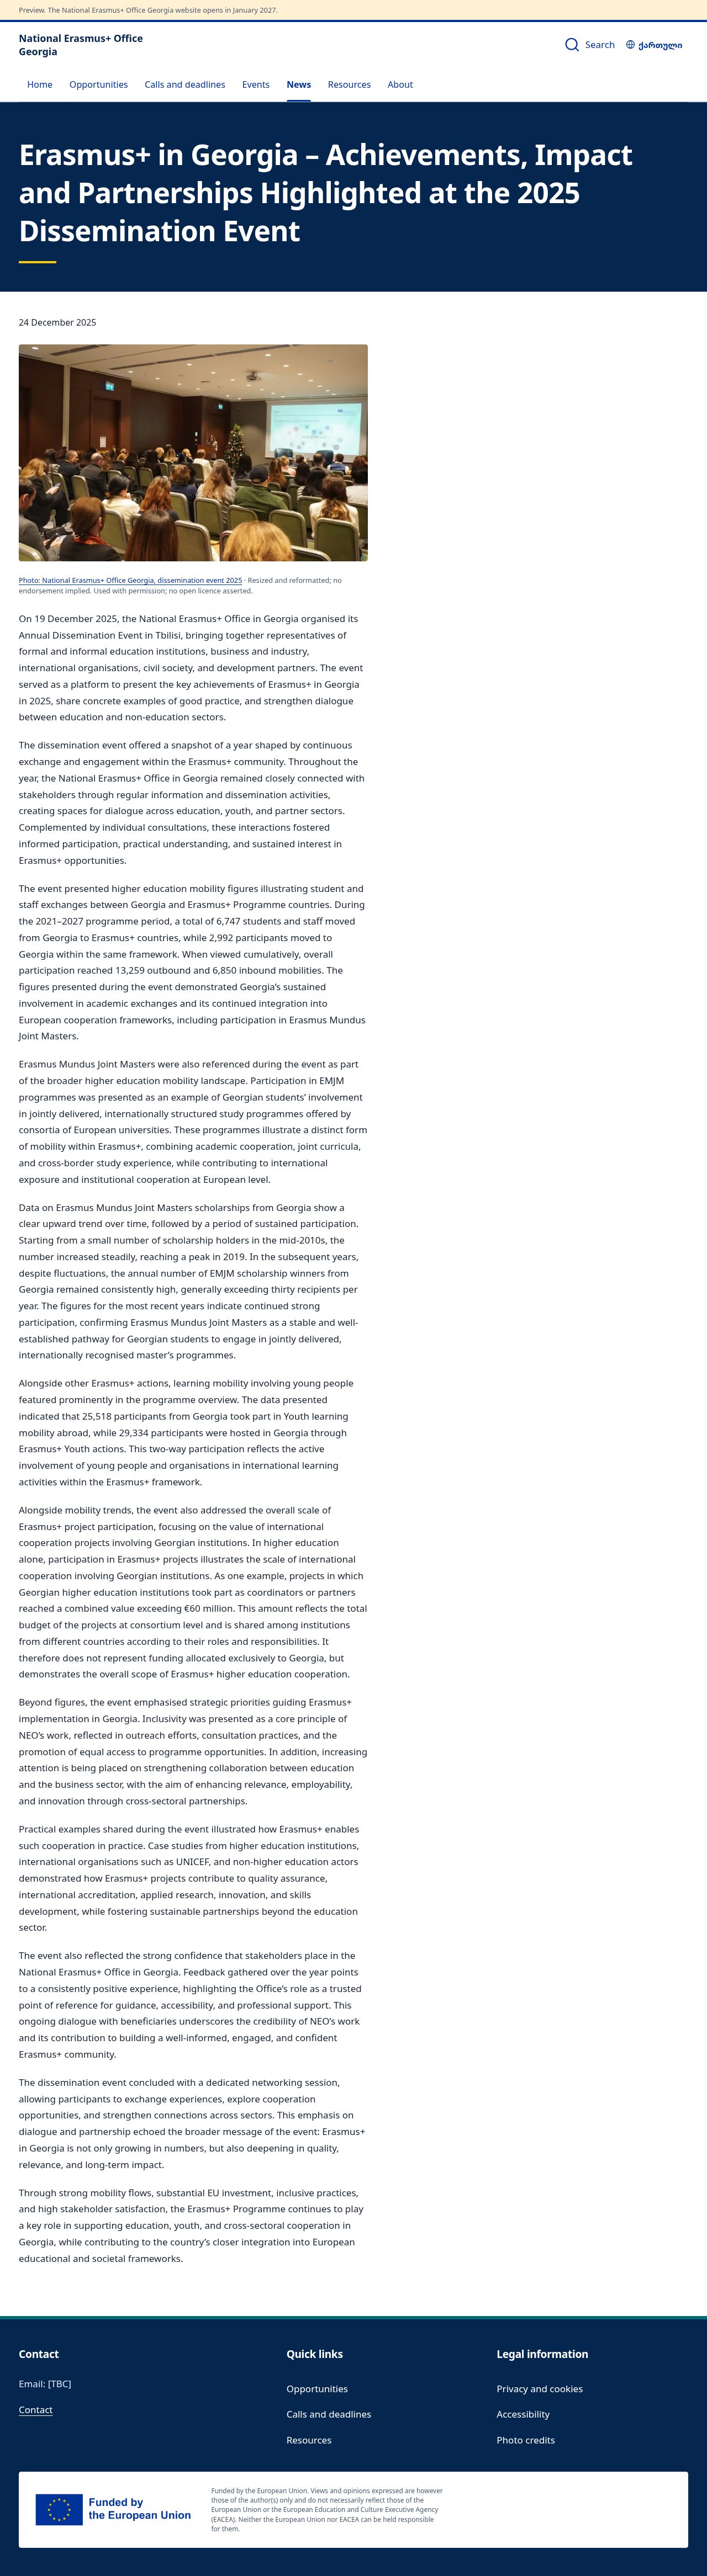 Preview. The National Erasmus+ Office Georgia website opens in January 2027.
National Erasmus+ Office
Georgia
Search
ქართული
Home
Opportunities
Calls and deadlines
Events
News
Resources
About
Erasmus+ in Georgia – Achievements, Impact
and Partnerships Highlighted at the 2025
Dissemination Event
24 December 2025
Photo: National Erasmus+ Office Georgia, dissemination event 2025 · Resized and reformatted; no
endorsement implied. Used with permission; no open licence asserted.
On 19 December 2025, the National Erasmus+ Office in Georgia organised its
Annual Dissemination Event in Tbilisi, bringing together representatives of
formal and informal education institutions, business and industry,
international organisations, civil society, and development partners. The event
served as a platform to present the key achievements of Erasmus+ in Georgia
in 2025, share concrete examples of good practice, and strengthen dialogue
between education and non-education sectors.
The dissemination event offered a snapshot of a year shaped by continuous
exchange and engagement within the Erasmus+ community. Throughout the
year, the National Erasmus+ Office in Georgia remained closely connected with
stakeholders through regular information and dissemination activities,
creating spaces for dialogue across education, youth, and partner sectors.
Complemented by individual consultations, these interactions fostered
informed participation, practical understanding, and sustained interest in
Erasmus+ opportunities.
The event presented higher education mobility figures illustrating student and
staff exchanges between Georgia and Erasmus+ Programme countries. During
the 2021–2027 programme period, a total of 6,747 students and staff moved
from Georgia to Erasmus+ countries, while 2,992 participants moved to
Georgia within the same framework. When viewed cumulatively, overall
participation reached 13,259 outbound and 6,850 inbound mobilities. The
figures presented during the event demonstrated Georgia’s sustained
involvement in academic exchanges and its continued integration into
European cooperation frameworks, including participation in Erasmus Mundus
Joint Masters.
Erasmus Mundus Joint Masters were also referenced during the event as part
of the broader higher education mobility landscape. Participation in EMJM
programmes was presented as an example of Georgian students’ involvement
in jointly delivered, internationally structured study programmes offered by
consortia of European universities. These programmes illustrate a distinct form
of mobility within Erasmus+, combining academic cooperation, joint curricula,
and cross-border study experience, while contributing to international
exposure and institutional cooperation at European level.
Data on Erasmus Mundus Joint Masters scholarships from Georgia show a
clear upward trend over time, followed by a period of sustained participation.
Starting from a small number of scholarship holders in the mid-2010s, the
number increased steadily, reaching a peak in 2019. In the subsequent years,
despite fluctuations, the annual number of EMJM scholarship winners from
Georgia remained consistently high, generally exceeding thirty recipients per
year. The figures for the most recent years indicate continued strong
participation, confirming Erasmus Mundus Joint Masters as a stable and well-
established pathway for Georgian students to engage in jointly delivered,
internationally recognised master’s programmes.
Alongside other Erasmus+ actions, learning mobility involving young people
featured prominently in the programme overview. The data presented
indicated that 25,518 participants from Georgia took part in Youth learning
mobility abroad, while 29,334 participants were hosted in Georgia through
Erasmus+ Youth actions. This two-way participation reflects the active
involvement of young people and organisations in international learning
activities within the Erasmus+ framework.
Alongside mobility trends, the event also addressed the overall scale of
Erasmus+ project participation, focusing on the value of international
cooperation projects involving Georgian institutions. In higher education
alone, participation in Erasmus+ projects illustrates the scale of international
cooperation involving Georgian institutions. As one example, projects in which
Georgian higher education institutions took part as coordinators or partners
reached a combined value exceeding €60 million. This amount reflects the total
budget of the projects at consortium level and is shared among institutions
from different countries according to their roles and responsibilities. It
therefore does not represent funding allocated exclusively to Georgia, but
demonstrates the overall scope of Erasmus+ higher education cooperation.
Beyond figures, the event emphasised strategic priorities guiding Erasmus+
implementation in Georgia. Inclusivity was presented as a core principle of
NEO’s work, reflected in outreach efforts, consultation practices, and the
promotion of equal access to programme opportunities. In addition, increasing
attention is being placed on strengthening collaboration between education
and the business sector, with the aim of enhancing relevance, employability,
and innovation through cross-sectoral partnerships.
Practical examples shared during the event illustrated how Erasmus+ enables
such cooperation in practice. Case studies from higher education institutions,
international organisations such as UNICEF, and non-higher education actors
demonstrated how Erasmus+ projects contribute to quality assurance,
international accreditation, applied research, innovation, and skills
development, while fostering sustainable partnerships beyond the education
sector.
The event also reflected the strong confidence that stakeholders place in the
National Erasmus+ Office in Georgia. Feedback gathered over the year points
to a consistently positive experience, highlighting the Office’s role as a trusted
point of reference for guidance, accessibility, and professional support. This
ongoing dialogue with beneficiaries underscores the credibility of NEO’s work
and its contribution to building a well-informed, engaged, and confident
Erasmus+ community.
The dissemination event concluded with a dedicated networking session,
allowing participants to exchange experiences, explore cooperation
opportunities, and strengthen connections across sectors. This emphasis on
dialogue and partnership echoed the broader message of the event: Erasmus+
in Georgia is not only growing in numbers, but also deepening in quality,
relevance, and long-term impact.
Through strong mobility flows, substantial EU investment, inclusive practices,
and high stakeholder satisfaction, the Erasmus+ Programme continues to play
a key role in supporting education, youth, and cross-sectoral cooperation in
Georgia, while contributing to the country’s closer integration into European
educational and societal frameworks.
Contact
Email: [TBC]
Contact
Quick links
Opportunities
Calls and deadlines
Resources
Legal information
Privacy and cookies
Accessibility
Photo credits
Funded by
the European Union
Funded by the European Union. Views and opinions expressed are however
those of the author(s) only and do not necessarily reflect those of the
European Union or the European Education and Culture Executive Agency
(EACEA). Neither the European Union nor EACEA can be held responsible
for them.